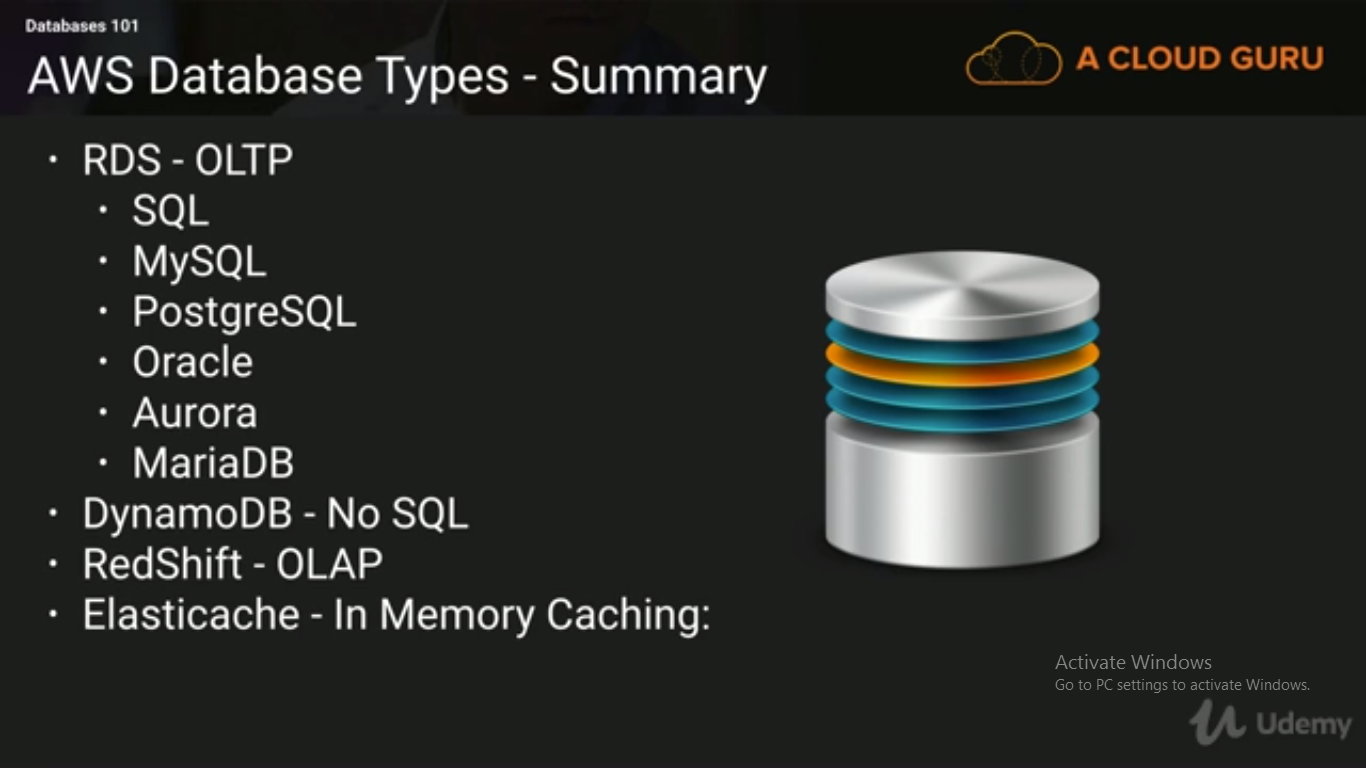 Databases 101
AWS Database Types - Summary
A CLOUD GURU
• RDS - OLTP
• SQL
• MySQL
• PostgreSQL
• Oracle
• Aurora
• MariaDB
• DynamoDB - No SQL
• RedShift - OLAP
• Elasticache - In Memory Caching:
Activate Windows
Go to PC settings to activate Windows.
Udemy